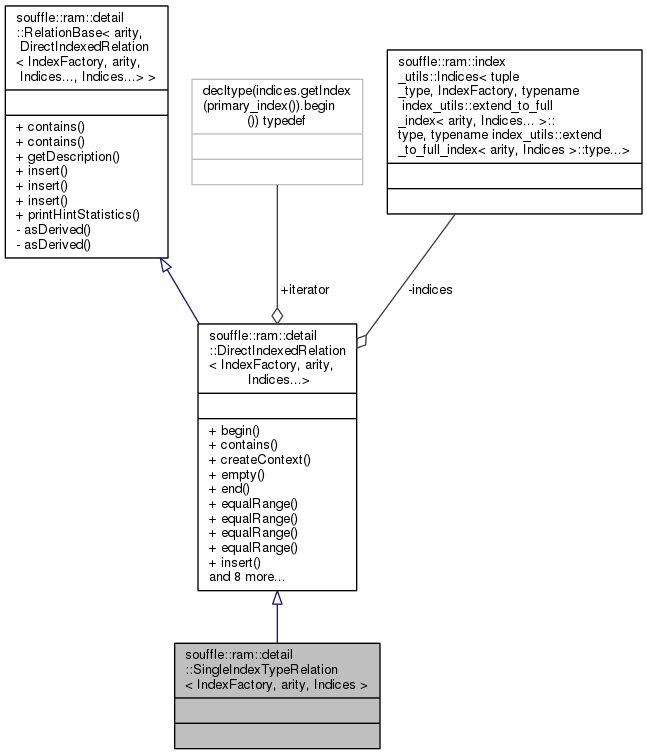 souffle::ram::detail
::RelationBase< arity,
DirectIndexedRelation
< IndexFactory, arity,
Indices..., Indices...> >
+ contains()
+ contains()
+ getDescription()
+ insert()
+ insert()
+ insert()
+ printHintStatistics()
- asDerived()
- asDerived()
decltype(indices.getIndex
(primary_index()).begin
()) typedef
souffle::ram::index
_utils::Indices< tuple
_type, IndexFactory, typename
index_utils::extend_to_full
_index< arity, Indices... >::
type, typename index_utils::extend
_to_full_index< arity, Indices >::type...>
+iterator
-indices
souffle::ram::detail
::DirectIndexedRelation
< IndexFactory, arity,
Indices...>
+ begin()
+ contains()
+ createContext()
+ empty()
+ end()
+ equalRange()
+ equalRange()
+ equalRange()
+ equalRange()
+ insert()
and 8 more...
souffle::ram::detail
::SingleIndexTypeRelation
< IndexFactory, arity, Indices >